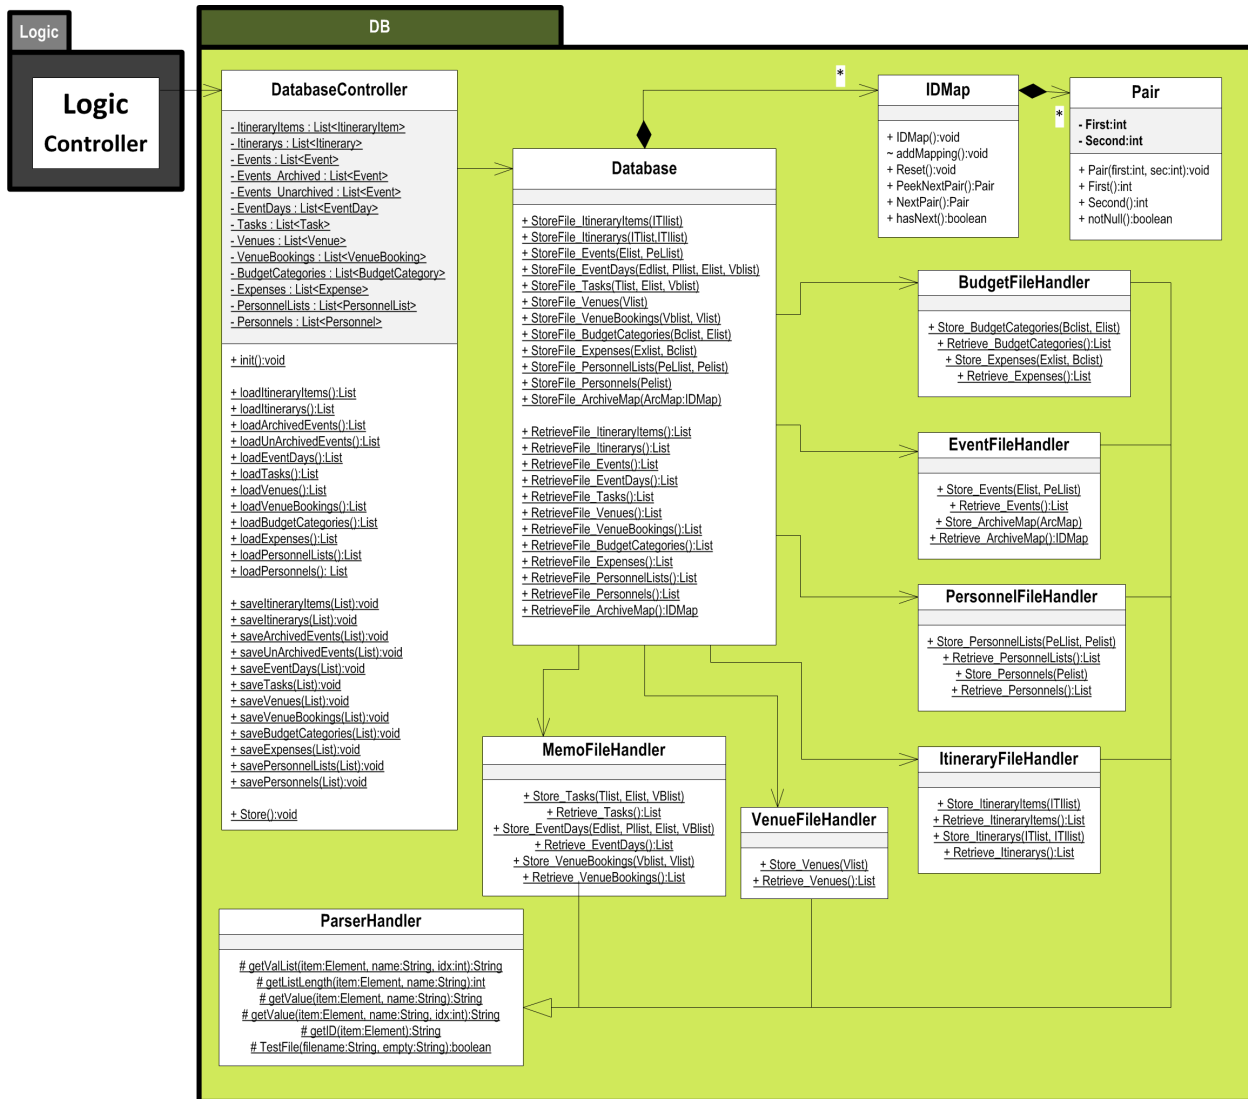 Logic
Logic
Controller
DB
DatabaseController
- ItineraryItems : List<ItineraryItem>
- Itinerarys : List<Itinerary>
- Events : List<Event>
- Events_Archived : List<Event>
- Events_Unarchived : List<Event>
- EventDays : List<EventDay>
- Tasks : List<Task>
- Venues : List<Venue>
- VenueBookings : List<VenueBooking>
- BudgetCategories : List<BudgetCategory>
- Expenses : List<Expense>
- PersonnelLists : List<PersonnelList>
- Personnels : List<Personnel>
+ init():void
+ loadItineraryItems():List
+ loadItinerarys():List
+ loadArchivedEvents():List
+ loadUnArchivedEvents():List
+ loadEventDays():List
+ loadTasks():List
+ loadVenues():List
+ loadVenueBookings():List
+ loadBudgetCategories():List
+ loadExpenses():List
+ loadPersonnelLists():List
+ loadPersonnels(): List
+ saveItineraryItems(List):void
+ saveItinerarys(List):void
+ saveArchivedEvents(List):void
+ saveUnArchivedEvents(List):void
+ saveEventDays(List):void
+ saveTasks(List):void
+ saveVenues(List):void
+ saveVenueBookings(List):void
+ saveBudgetCategories(List):void
+ saveExpenses(List):void
+ savePersonnelLists(List):void
+ savePersonnels(List):void
+ Store():void
Database
+ StoreFile_ItineraryItems(ITIlist)
+ StoreFile_Itinerarys(ITlist,ITIlist)
+ StoreFile_Events(Elist, PeLlist)
+ StoreFile_EventDays(Edlist, Pllist, Elist, Vblist)
+ StoreFile_Tasks(Tlist, Elist, Vblist)
+ StoreFile_Venues(Vlist)
+ StoreFile_VenueBookings(Vblist, Vlist)
+ StoreFile_BudgetCategories(Bclist, Elist)
+ StoreFile_Expenses(Exlist, Bclist)
+ StoreFile_PersonnelLists(PeLlist, Pelist)
+ StoreFile_Personnels(Pelist)
+ StoreFile_ArchiveMap(ArcMap:IDMap)
+ RetrieveFile_ItineraryItems():List
+ RetrieveFile_Itinerarys():List
+ RetrieveFile_Events():List
+ RetrieveFile_EventDays():List
+ RetrieveFile_Tasks():List
+ RetrieveFile_Venues():List
+ RetrieveFile_VenueBookings():List
+ RetrieveFile_BudgetCategories():List
+ RetrieveFile_Expenses():List
+ RetrieveFile_PersonnelLists():List
+ RetrieveFile_Personnels():List
+ RetrieveFile_ArchiveMap():IDMap
*
IDMap
+ IDMap():void
~ addMapping():void
+ Reset():void
+ PeekNextPair():Pair
+ NextPair():Pair
+ hasNext():boolean
*
Pair
- First:int
- Second:int
+ Pair(first:int, sec:int):void
+ First():int
+ Second():int
+ notNull():boolean
BudgetFileHandler
+ Store_BudgetCategories(Bclist, Elist)
+ Retrieve_BudgetCategories():List
+ Store_Expenses(Exlist, Bclist)
+ Retrieve_Expenses():List
EventFileHandler
+ Store_Events(Elist, PeLlist)
+ Retrieve_Events():List
+ Store_ArchiveMap(ArcMap)
+ Retrieve_ArchiveMap():IDMap
PersonnelFileHandler
+ Store_PersonnelLists(PeLlist, Pelist)
+ Retrieve_PersonnelLists():List
+ Store_Personnels(Pelist)
+ Retrieve_Personnels():List
ItineraryFileHandler
+ Store_ItineraryItems(ITIlist)
+ Retrieve_ItineraryItems():List
+ Store_Itinerarys(ITlist, ITIlist)
+ Retrieve_Itinerarys():List
MemoFileHandler
+ Store_Tasks(Tlist, Elist, VBlist)
+ Retrieve_Tasks():List
+ Store_EventDays(Edlist, Pllist, Elist, VBlist)
+ Retrieve_EventDays():List
+ Store_VenueBookings(Vblist, Vlist)
+ Retrieve_VenueBookings():List
VenueFileHandler
+ Store_Venues(Vlist)
+ Retrieve_Venues():List
ParserHandler
# getValList(item:Element, name:String, idx:int):String
# getListLength(item:Element, name:String):int
# getValue(item:Element, name:String):String
# getValue(item:Element, name:String, idx:int):String
# getID(item:Element):String
# TestFile(filename:String, empty:String):boolean